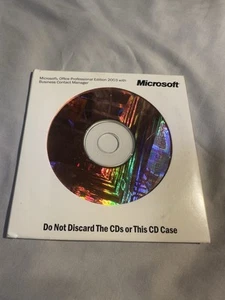 Microsoft Office Professional Edition 2003 with
Business Contact Manager
Microsoft
Do Not Discard The CDs or This CD Case